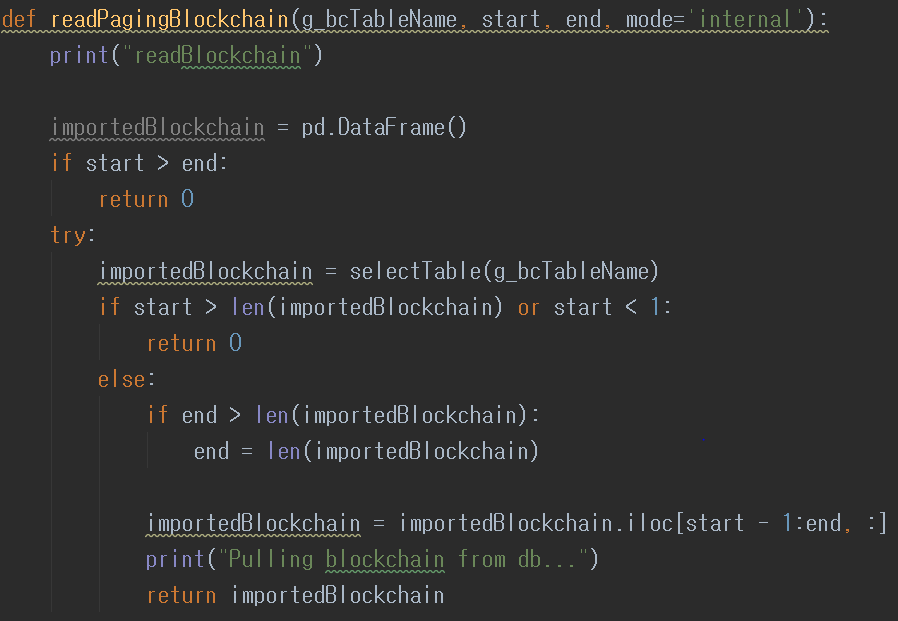 def readPagingBlockchain(g_bcTableName, start, end, mode='internal'):
    print("readBlockchain")

    importedBlockchain = pd.DataFrame()
    if start > end:
        return 0
    try:
        importedBlockchain = selectTable(g_bcTableName)
        if start > len(importedBlockchain) or start < 1:
            return 0
        else:
            if end > len(importedBlockchain):
                end = len(importedBlockchain)

            importedBlockchain = importedBlockchain.iloc[start - 1:end, :]
            print("Pulling blockchain from db...")
            return importedBlockchain